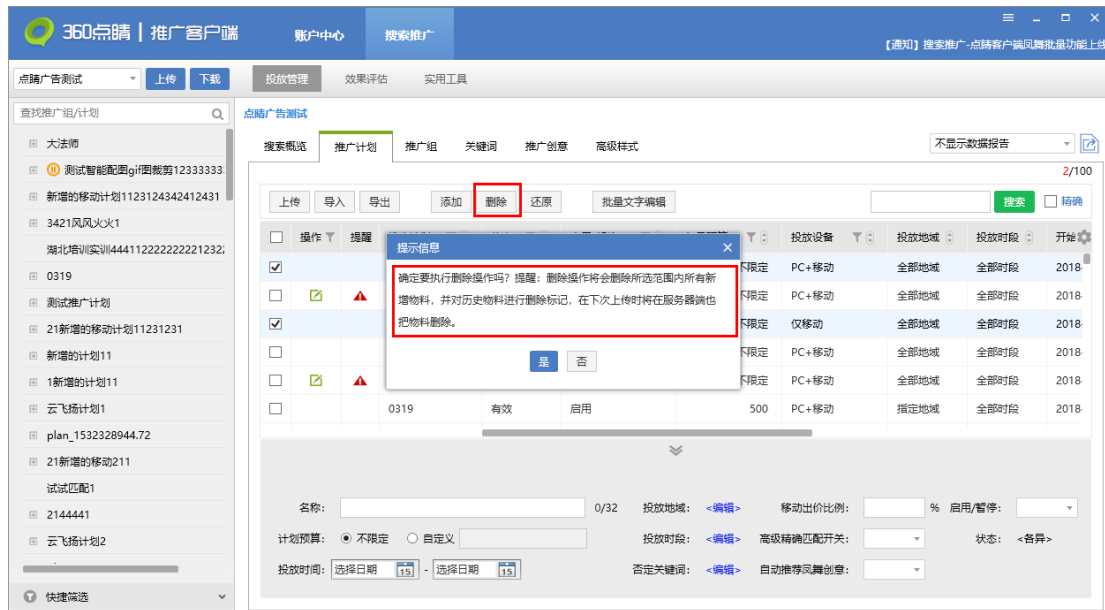 360点睛 | 推广客户端
账户中心
搜索推广
【通知】搜索推广-点睛客户端凤舞批量功能上线
点睛广告测试
上传
下载
投放管理
效果评估
实用工具
查找推广组/计划
大法师
测试智能配图gif图裁剪12333333
新增的移动计划1123124342412431
3421风风火火1
湖北培训实训4441122222222212322
0319
测试推广计划
21新增的移动计划11231231
新增的计划11
1新增的计划11
云飞扬计划1
plan_1532328944.72
21新增的移动211
试试匹配1
2144441
云飞扬计划2
快捷筛选
点睛广告测试
搜索概览
推广计划
推广组
关键词
推广创意
高级样式
不显示数据报告
2/100
上传
导入
导出
添加
删除
还原
批量文字编辑
搜索
精确
操作
提醒
投放设备
投放地域
投放时段
开始
不限定 PC+移动 全部地域 全部时段 2018-
不限定 PC+移动 全部地域 全部时段 2018-
不限定 仅移动 全部地域 全部时段 2018-
不限定 PC+移动 全部地域 全部时段 2018-
不限定 PC+移动 全部地域 全部时段 2018-
0319 有效 启用 500 PC+移动 指定地域 全部时段 2018-
提示信息
确定要执行删除操作吗？提醒：删除操作将会删除所选范围内所有新
增物料，并对历史物料进行删除标记，在下次上传时将在服务器端也
把物料删除。
是
否
名称： 0/32 投放地域： <编辑> 移动出价比例： % 启用/暂停：
计划预算： 不限定 自定义 投放时段： <编辑> 高级精确匹配开关： 状态： <各异>
投放时间： 选择日期 15 - 选择日期 15 否定关键词： <编辑> 自动推荐凤舞创意：